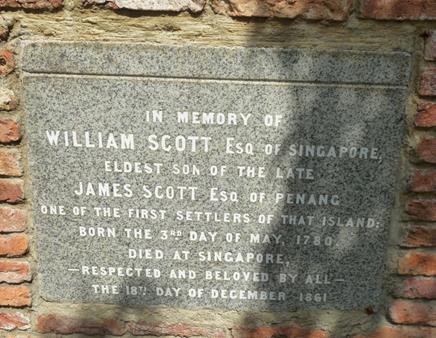 IN MEMORY OF
WILLIAM SCOTT ESQ OF SINGAPORE,
ELDEST SON OF THE LATE
JAMES SCOTT ESQ OF PENANG
ONE OF THE FIRST SETTLERS OF THAT ISLAND;
BORN THE 3RD DAY OF MAY, 1780,
DIED AT SINGAPORE,
—RESPECTED AND BELOVED BY ALL—
THE 18TH DAY OF DECEMBER 1861